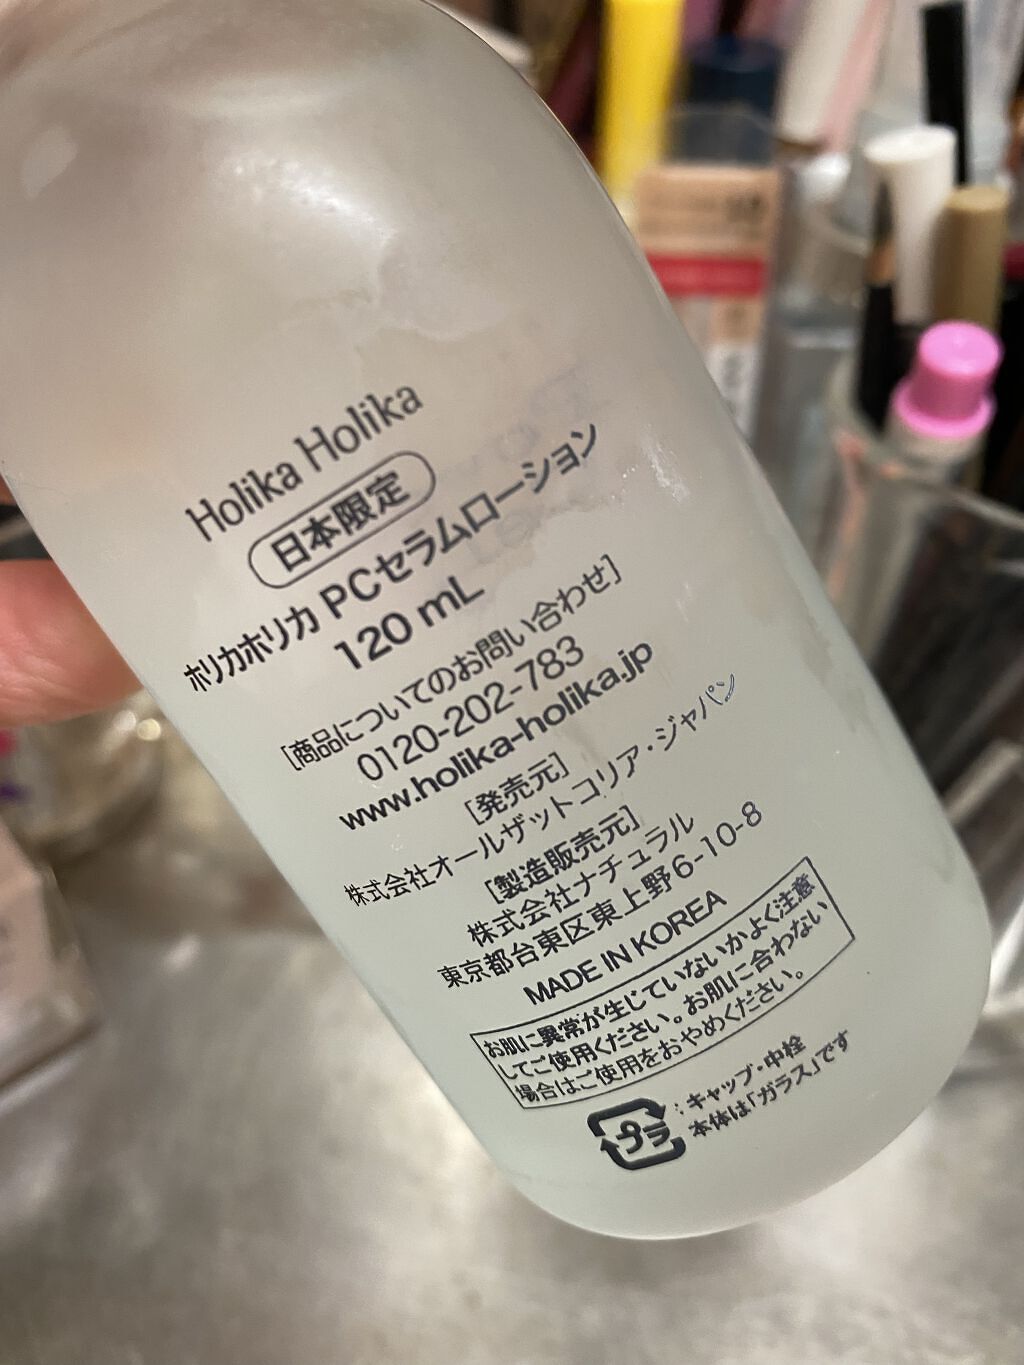 Holika Holika
日本限定
ホリカホリカ PCセラムローション
120 mL
[商品についてのお問い合わせ]
0120-202-783
www.holika-holika.jp
[発売元]
株式会社オールザットコリア・ジャパン
[製造販売元]
株式会社ナチュラル
東京都台東区東上野6-10-8
MADE IN KOREA
お肌に異常が生じていないかよく注意
してご使用ください。お肌に合わない
場合はご使用をおやめください。
プラ : キャップ・中栓
本体は「ガラス」です